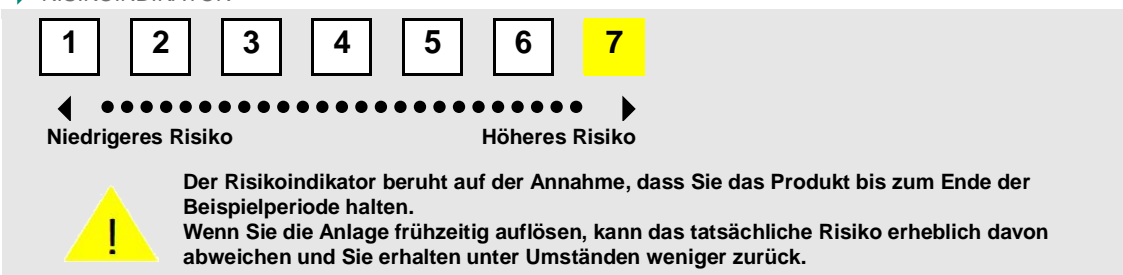 RISIKOINDIKATOR
1 2 3 4 5 6 7
Niedrigeres Risiko Höheres Risiko
Der Risikoindikator beruht auf der Annahme, dass Sie das Produkt bis zum Ende der
Beispielperiode halten.
! Wenn Sie die Anlage frühzeitig auflösen, kann das tatsächliche Risiko erheblich davon
abweichen und Sie erhalten unter Umständen weniger zurück.